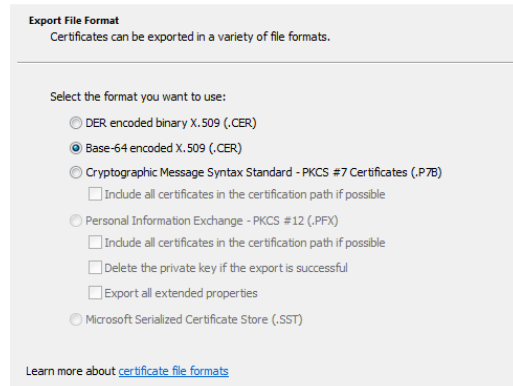 Export File Format
Certificates can be exported in a variety of file formats.
Select the format you want to use:
DER encoded binary X.509 (.CER)
Base-64 encoded X.509 (.CER)
Cryptographic Message Syntax Standard - PKCS #7 Certificates (.P7B)
Include all certificates in the certification path if possible
Personal Information Exchange - PKCS #12 (.PFX)
Include all certificates in the certification path if possible
Delete the private key if the export is successful
Export all extended properties
Microsoft Serialized Certificate Store (.SST)
Learn more about certificate file formats